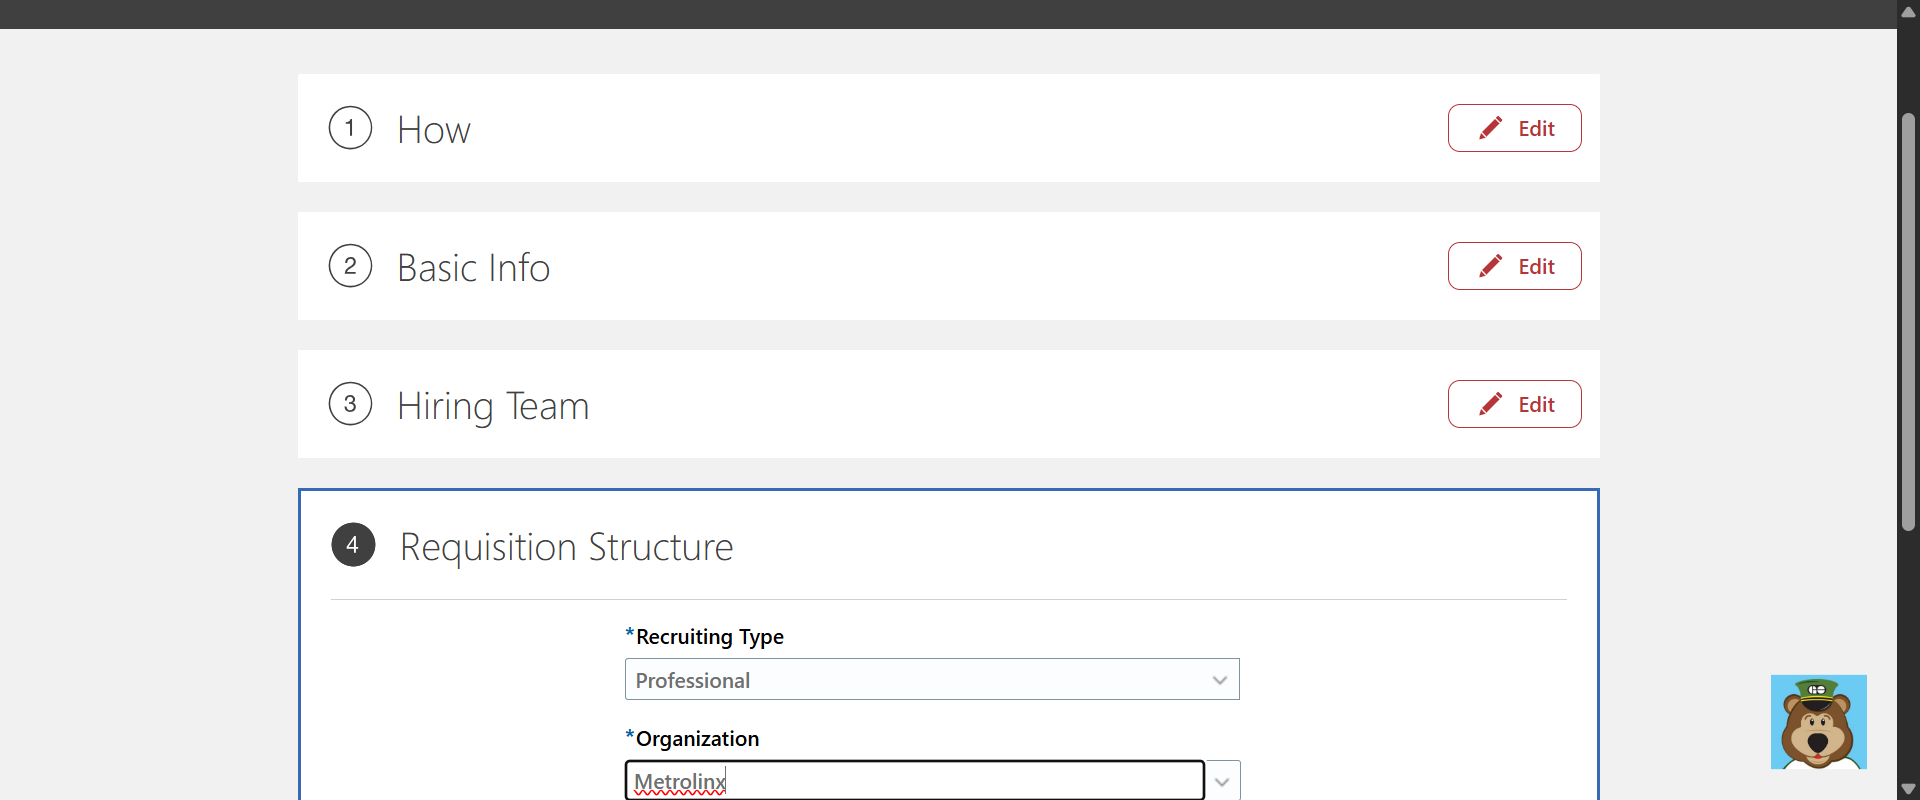 1 How
Edit
2 Basic Info
Edit
3 Hiring Team
Edit
4 Requisition Structure
*Recruiting Type
Professional
*Organization
Metrolinx
GO